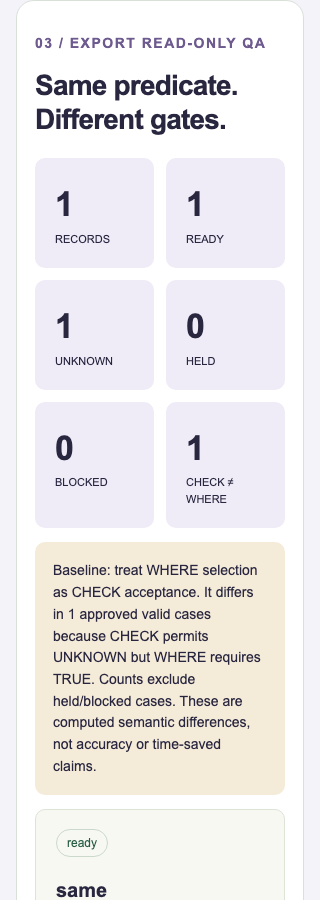 03 / EXPORT READ-ONLY QA
Same predicate.
Different gates.
1
RECORDS
1
READY
1
UNKNOWN
0
HELD
0
BLOCKED
1
CHECK ≠
WHERE
Baseline: treat WHERE selection
as CHECK acceptance. It differs
in 1 approved valid cases
because CHECK permits
UNKNOWN but WHERE requires
TRUE. Counts exclude
held/blocked cases. These are
computed semantic differences,
not accuracy or time-saved
claims.
ready
same